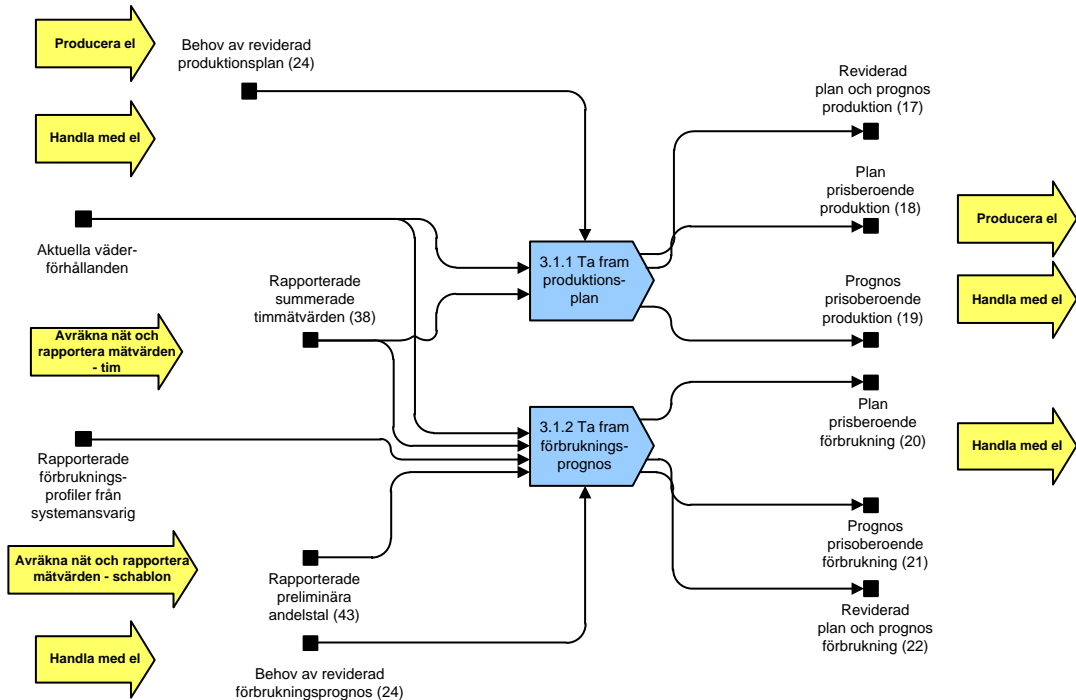 Producera el
Behov av reviderad
produktionsplan (24)
Handla med el
Aktuella väder-
förhållanden
Rapporterade
summerade
timmätvärden (38)
Avräkna nät och
rapportera mätvärden
- tim
Rapporterade
förbruknings-
profiler från
systemansvarig
Avräkna nät och rapportera
mätvärden - schablon
Rapporterade
preliminära
andelstal (43)
Handla med el
Behov av reviderad
förbrukningsprognos (24)
3.1.1 Ta fram
produktions-
plan
3.1.2 Ta fram
förbruknings-
prognos
Reviderad
plan och prognos
produktion (17)
Plan
prisberoende
produktion (18)
Prognos
prisoberoende
produktion (19)
Plan
prisberoende
förbrukning (20)
Prognos
prisoberoende
förbrukning (21)
Reviderad
plan och prognos
förbrukning (22)
Producera el
Handla med el
Handla med el